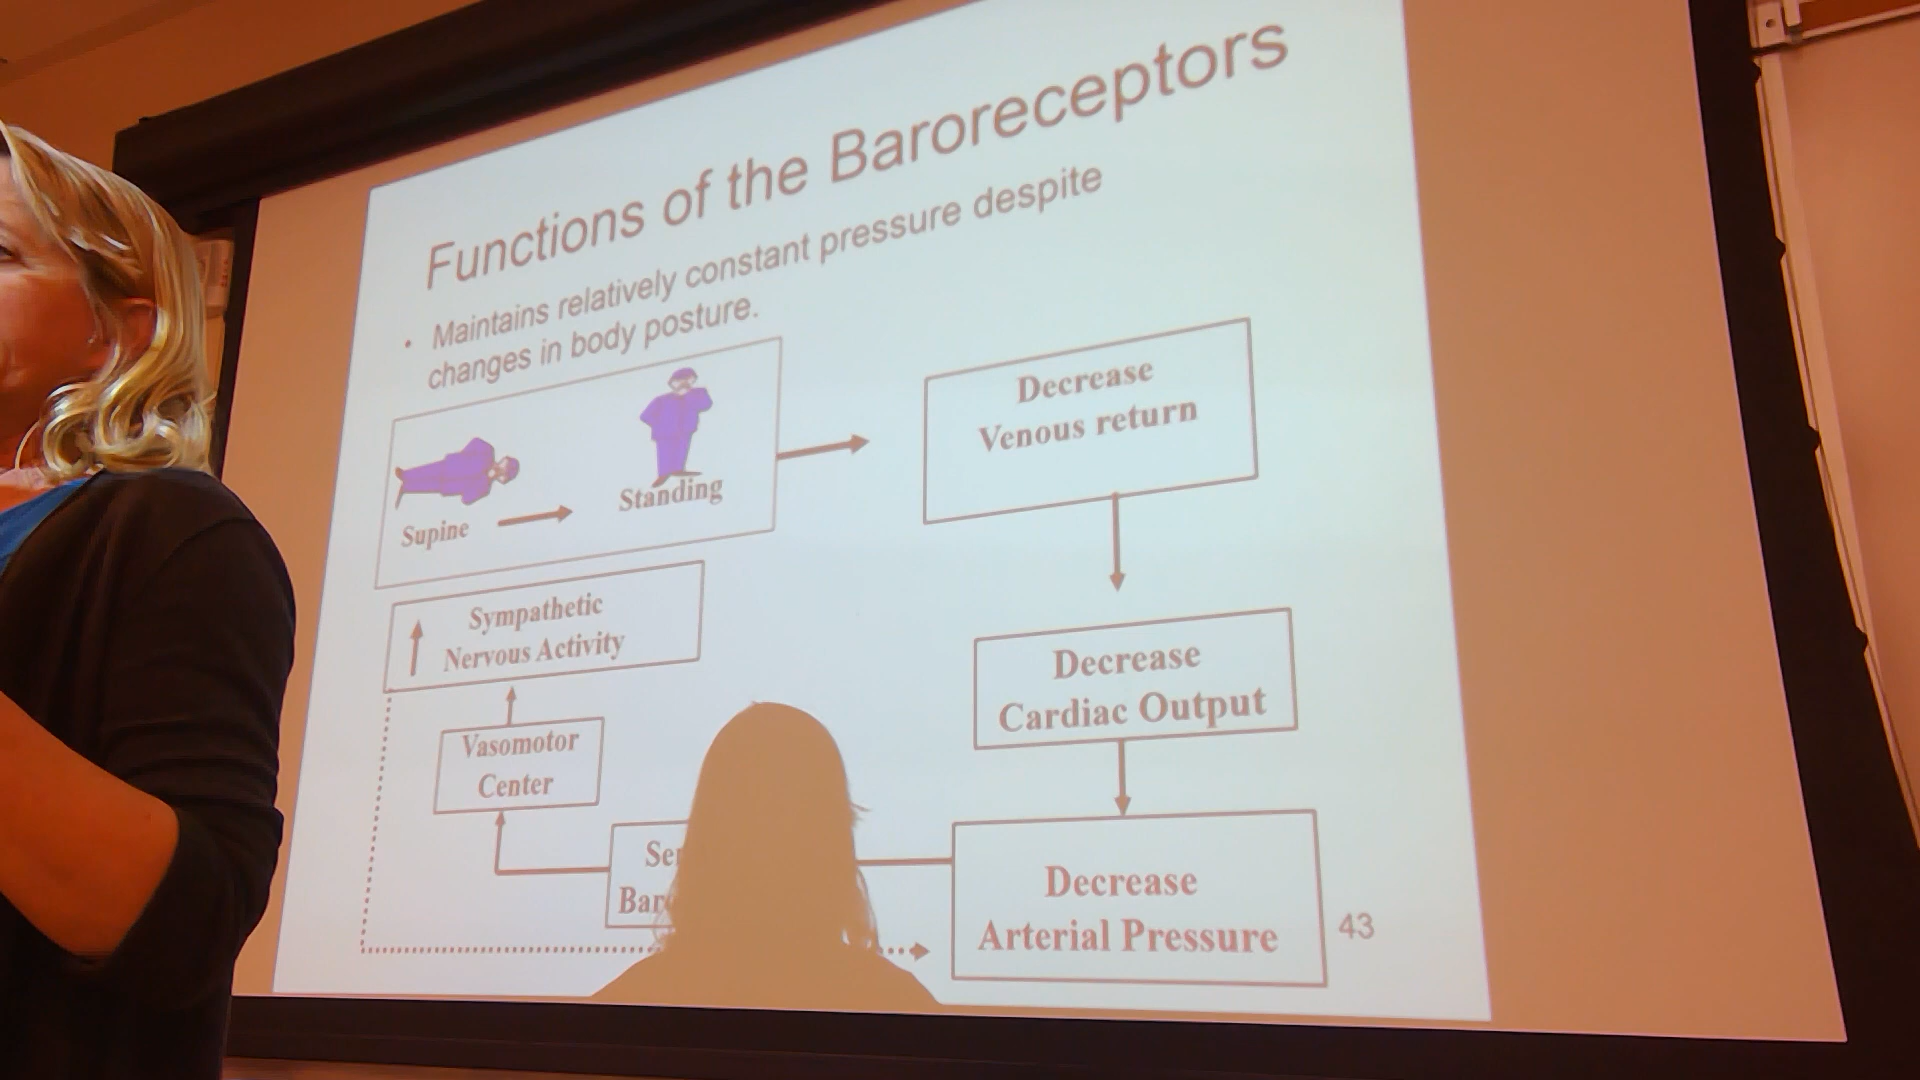 Functions of the Baroreceptors
• Maintains relatively constant pressure despite
changes in body posture.
Supine
Standing
Decrease
Venous return
Decrease
Cardiac Output
Decrease
Arterial Pressure
Vasomotor
Center
Sympathetic
Nervous Activity
43